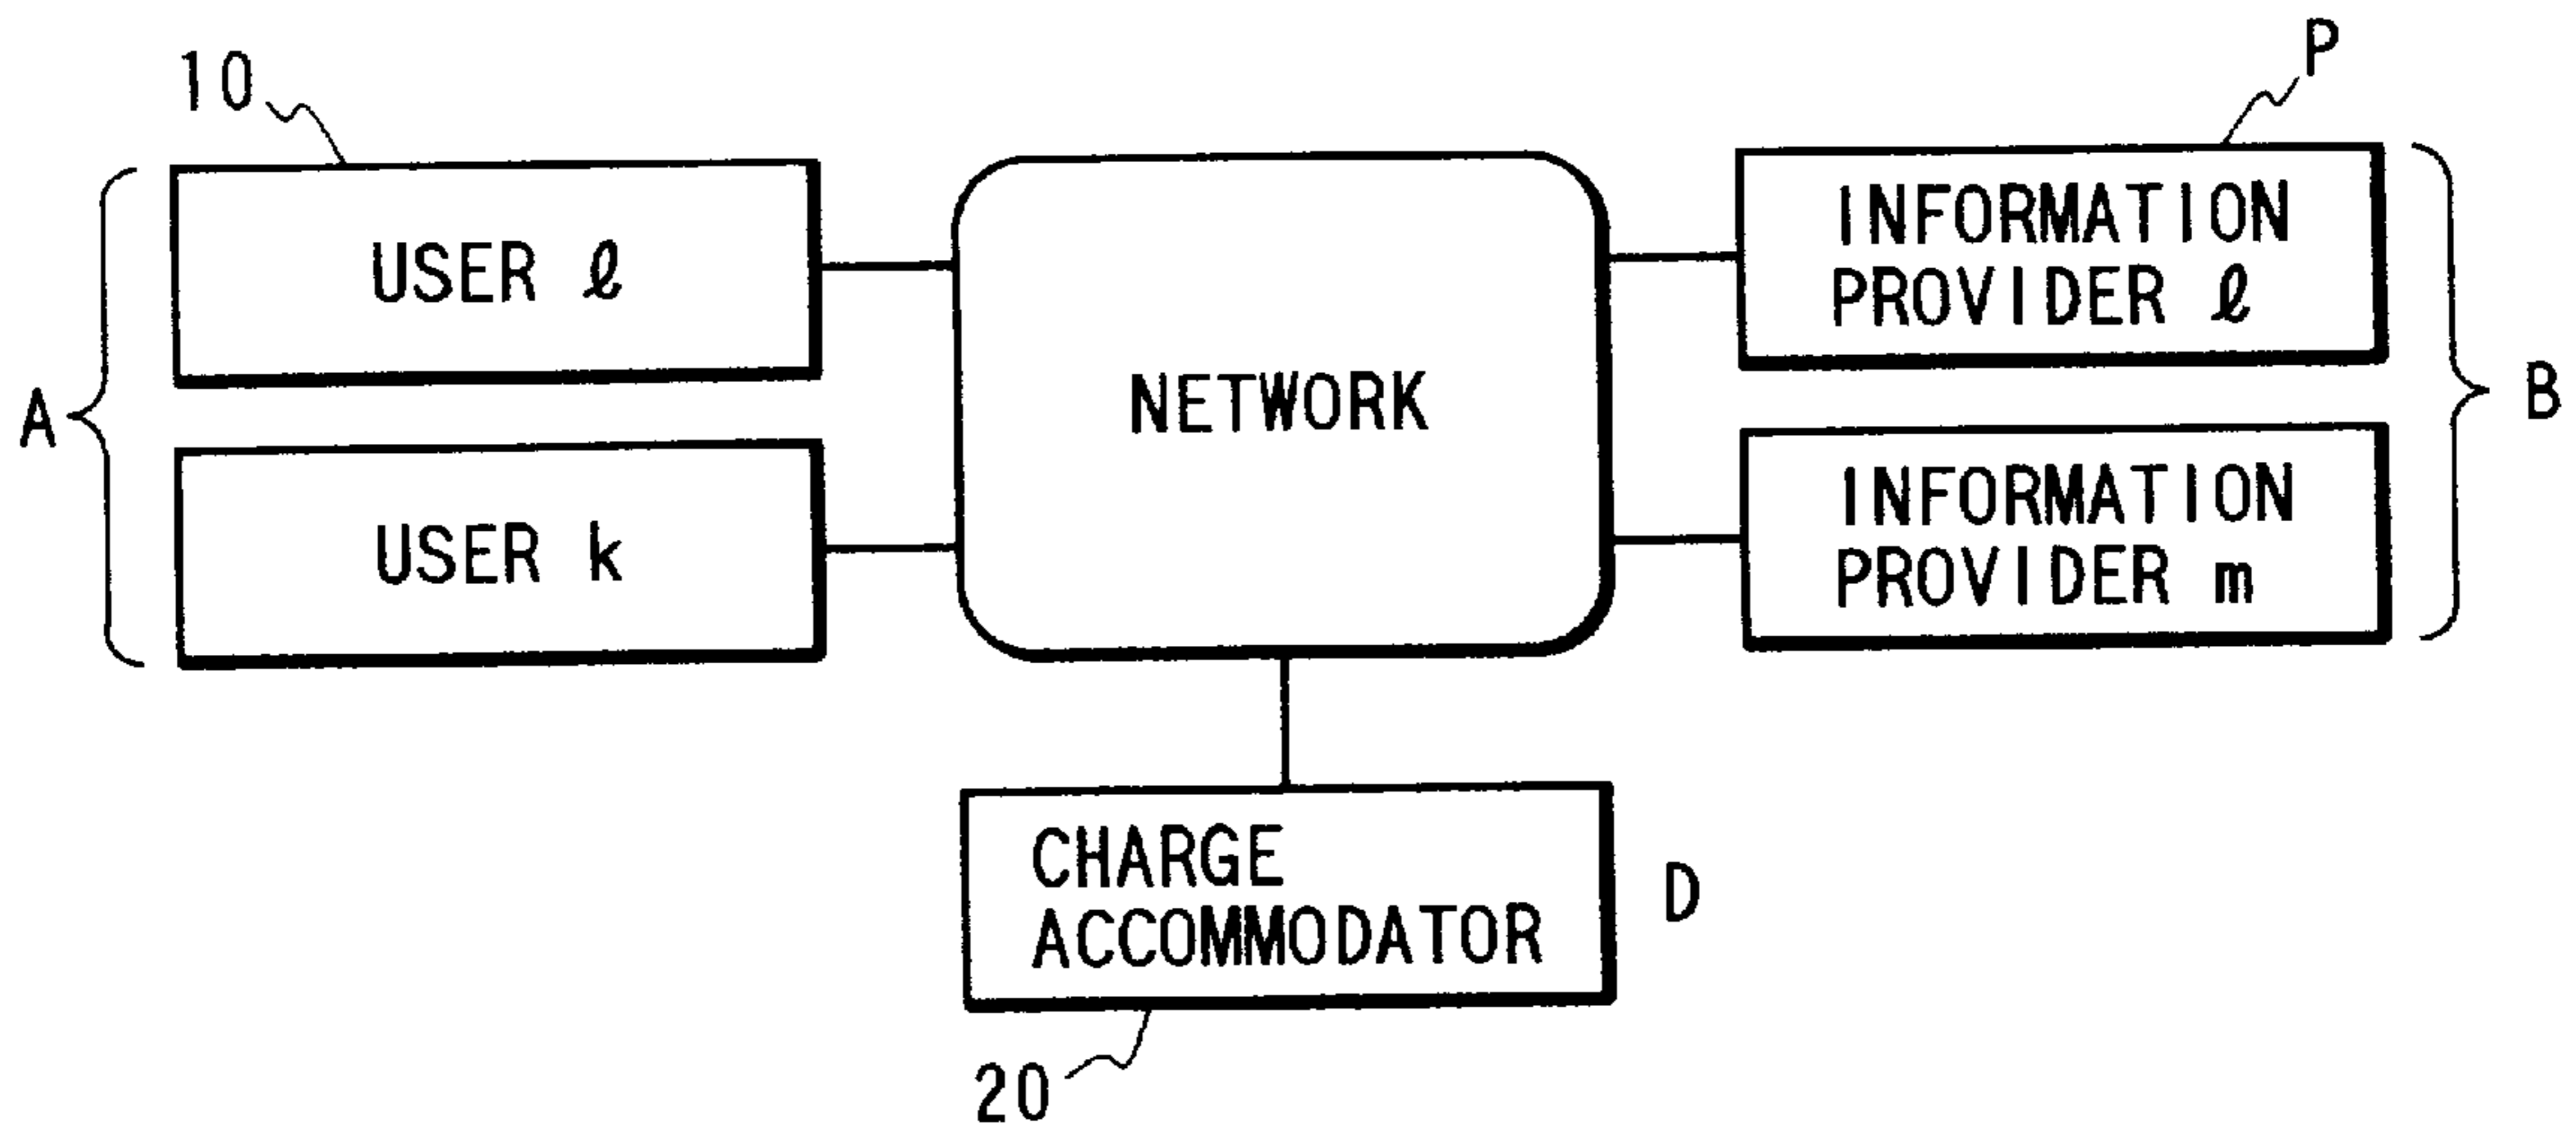 10
P
A
USER ℓ
USER k
NETWORK
INFORMATION
PROVIDER ℓ
INFORMATION
PROVIDER m
B
CHARGE
ACCOMMODATOR
D
20